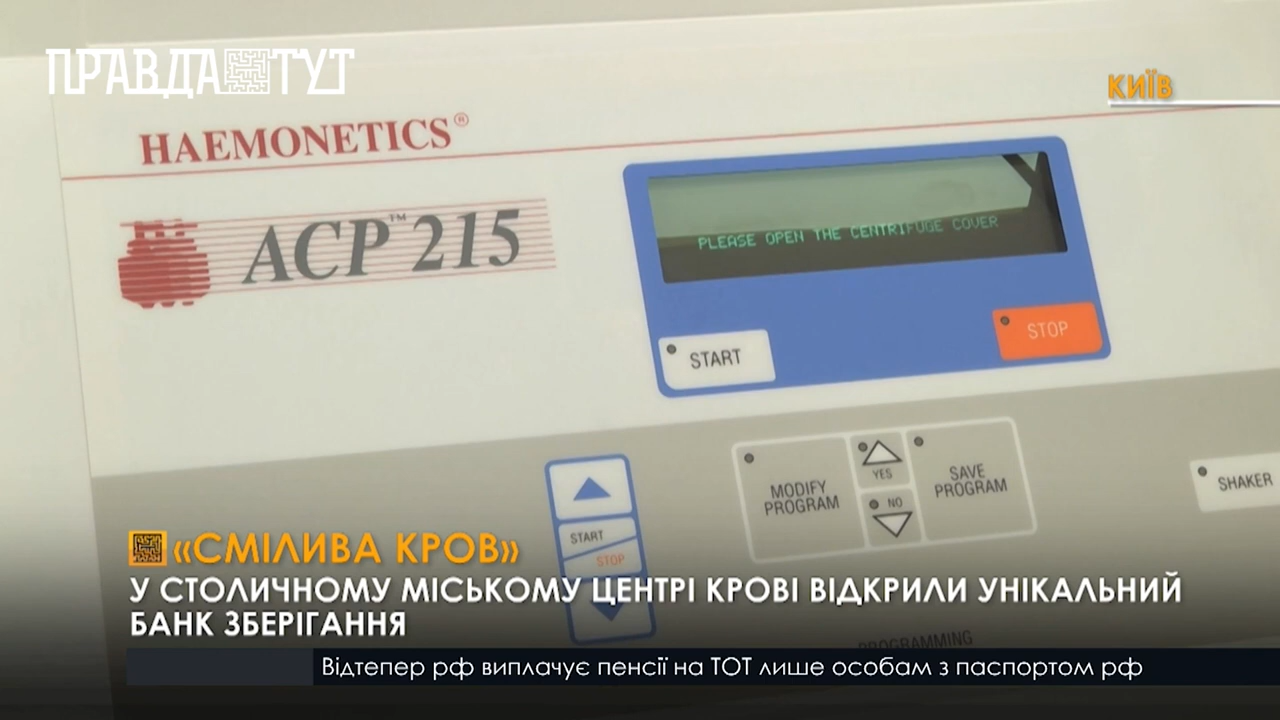 ПРАВДА ТУТ
КИЇВ
HAEMONETICS®
ACP™ 215
PLEASE OPEN THE CENTRIFUGE COVER
START
STOP
MODIFY
PROGRAM
YES
NO
SAVE
PROGRAM
SHAKER
START
STOP
PROGRAMMING
«СМІЛИВА КРОВ»
У СТОЛИЧНОМУ МІСЬКОМУ ЦЕНТРІ КРОВІ ВІДКРИЛИ УНІКАЛЬНИЙ
БАНК ЗБЕРІГАННЯ
Відтепер рф виплачує пенсії на ТОТ лише особам з паспортом рф